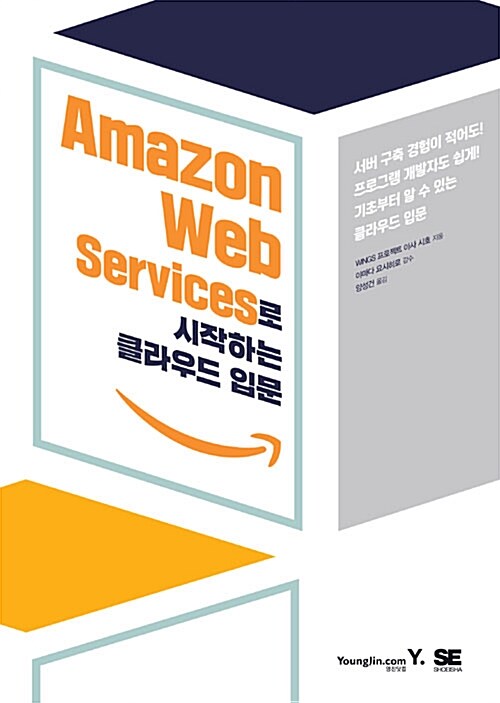 Amazon
Web
Services로
시작하는
클라우드 입문
서버 구축 경험이 적어도!
프로그램 개발자도 쉽게!
기초부터 알 수 있는
클라우드 입문
WINGS 프로젝트 아사 시호 지음
야마다 요시히로 감수
양성건 옮김
Younglin.com Y.
영진닷컴
SE
SHOEISHA